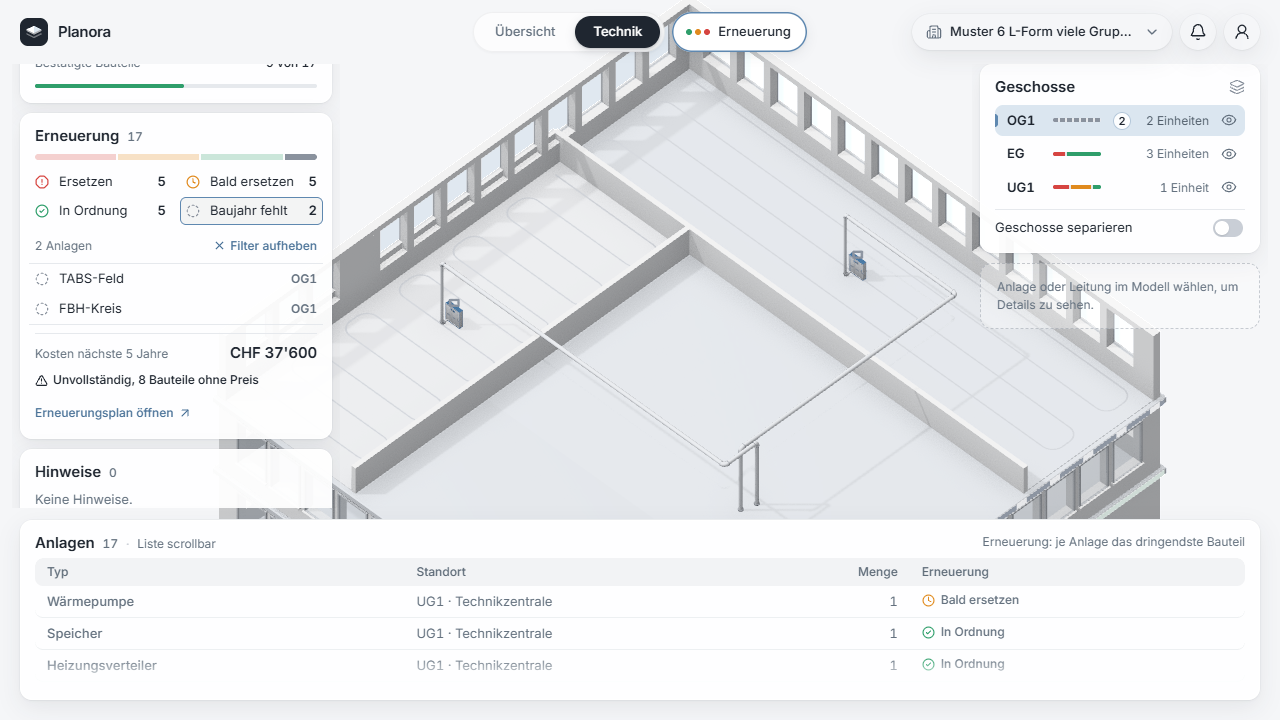 Planora
Übersicht
Technik
Erneuerung
Muster 6 L-Form viele Grup...
Bestätigte Bauteile 9 von 17
Erneuerung 17
Ersetzen 5
Bald ersetzen 5
In Ordnung 5
Baujahr fehlt 2
2 Anlagen
Filter aufheben
TABS-Feld OG1
FBH-Kreis OG1
Kosten nächste 5 Jahre CHF 37'600
Unvollständig, 8 Bauteile ohne Preis
Erneuerungsplan öffnen
Hinweise 0
Keine Hinweise.
Geschosse
OG1 2 2 Einheiten
EG 3 Einheiten
UG1 1 Einheit
Geschosse separieren
Anlage oder Leitung im Modell wählen, um
Details zu sehen.
Anlagen 17 · Liste scrollbar
Erneuerung: je Anlage das dringendste Bauteil
Typ Standort Menge Erneuerung
Wärmepumpe UG1 · Technikzentrale 1 Bald ersetzen
Speicher UG1 · Technikzentrale 1 In Ordnung
Heizungsverteiler UG1 · Technikzentrale 1 In Ordnung